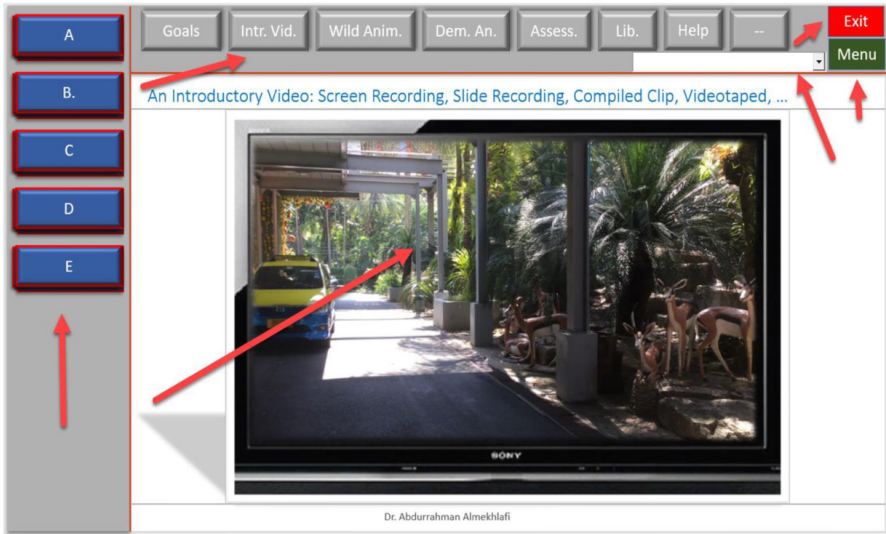 A
B.
C
D
E
Goals
Intr. Vid.
Wild Anim.
Dem. An.
Assess.
Lib.
Help
--
Exit
Menu
An Introductory Video: Screen Recording, Slide Recording, Compiled Clip, Videotaped, ...
SONY
Dr. Abdurrahman Almekhlafi